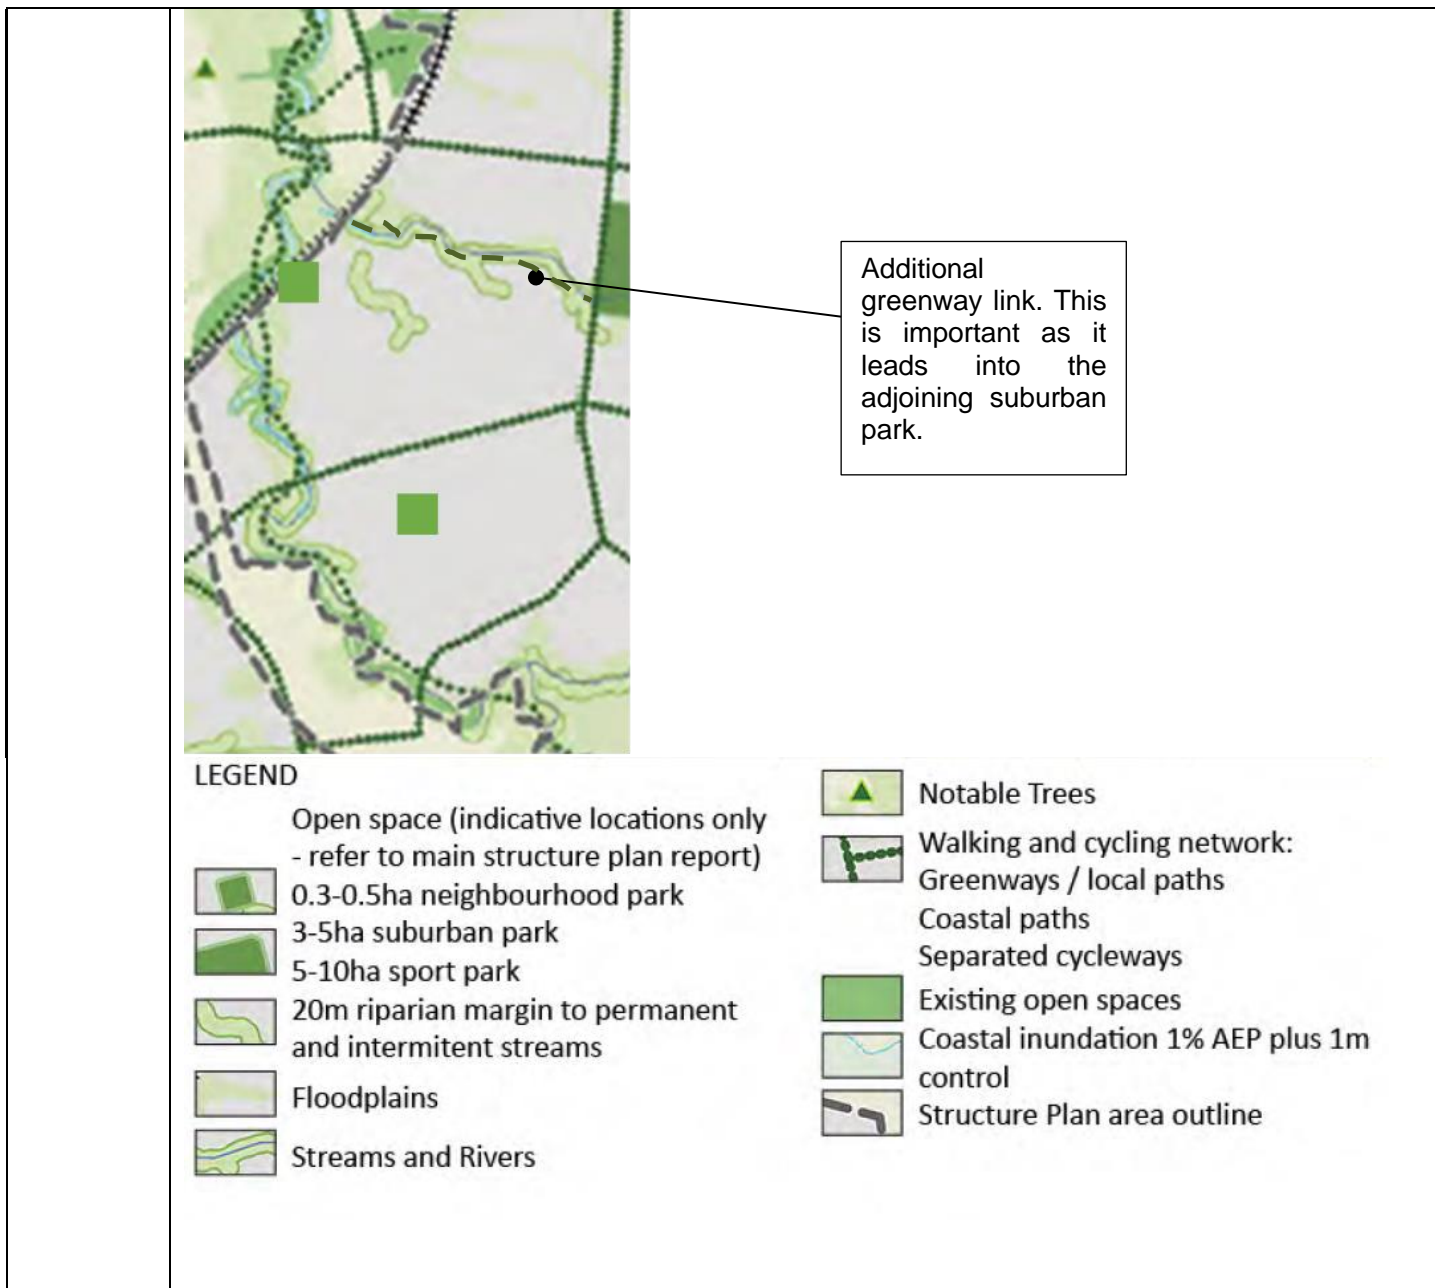 Additional
greenway link. This
is important as it
leads into the
adjoining suburban
park.
LEGEND
Open space (indicative locations only
- refer to main structure plan report)
0.3-0.5ha neighbourhood park
3-5ha suburban park
5-10ha sport park
20m riparian margin to permanent
and intermitent streams
Floodplains
Streams and Rivers
Notable Trees
Walking and cycling network:
Greenways / local paths
Coastal paths
Separated cycleways
Existing open spaces
Coastal inundation 1% AEP plus 1m
control
Structure Plan area outline